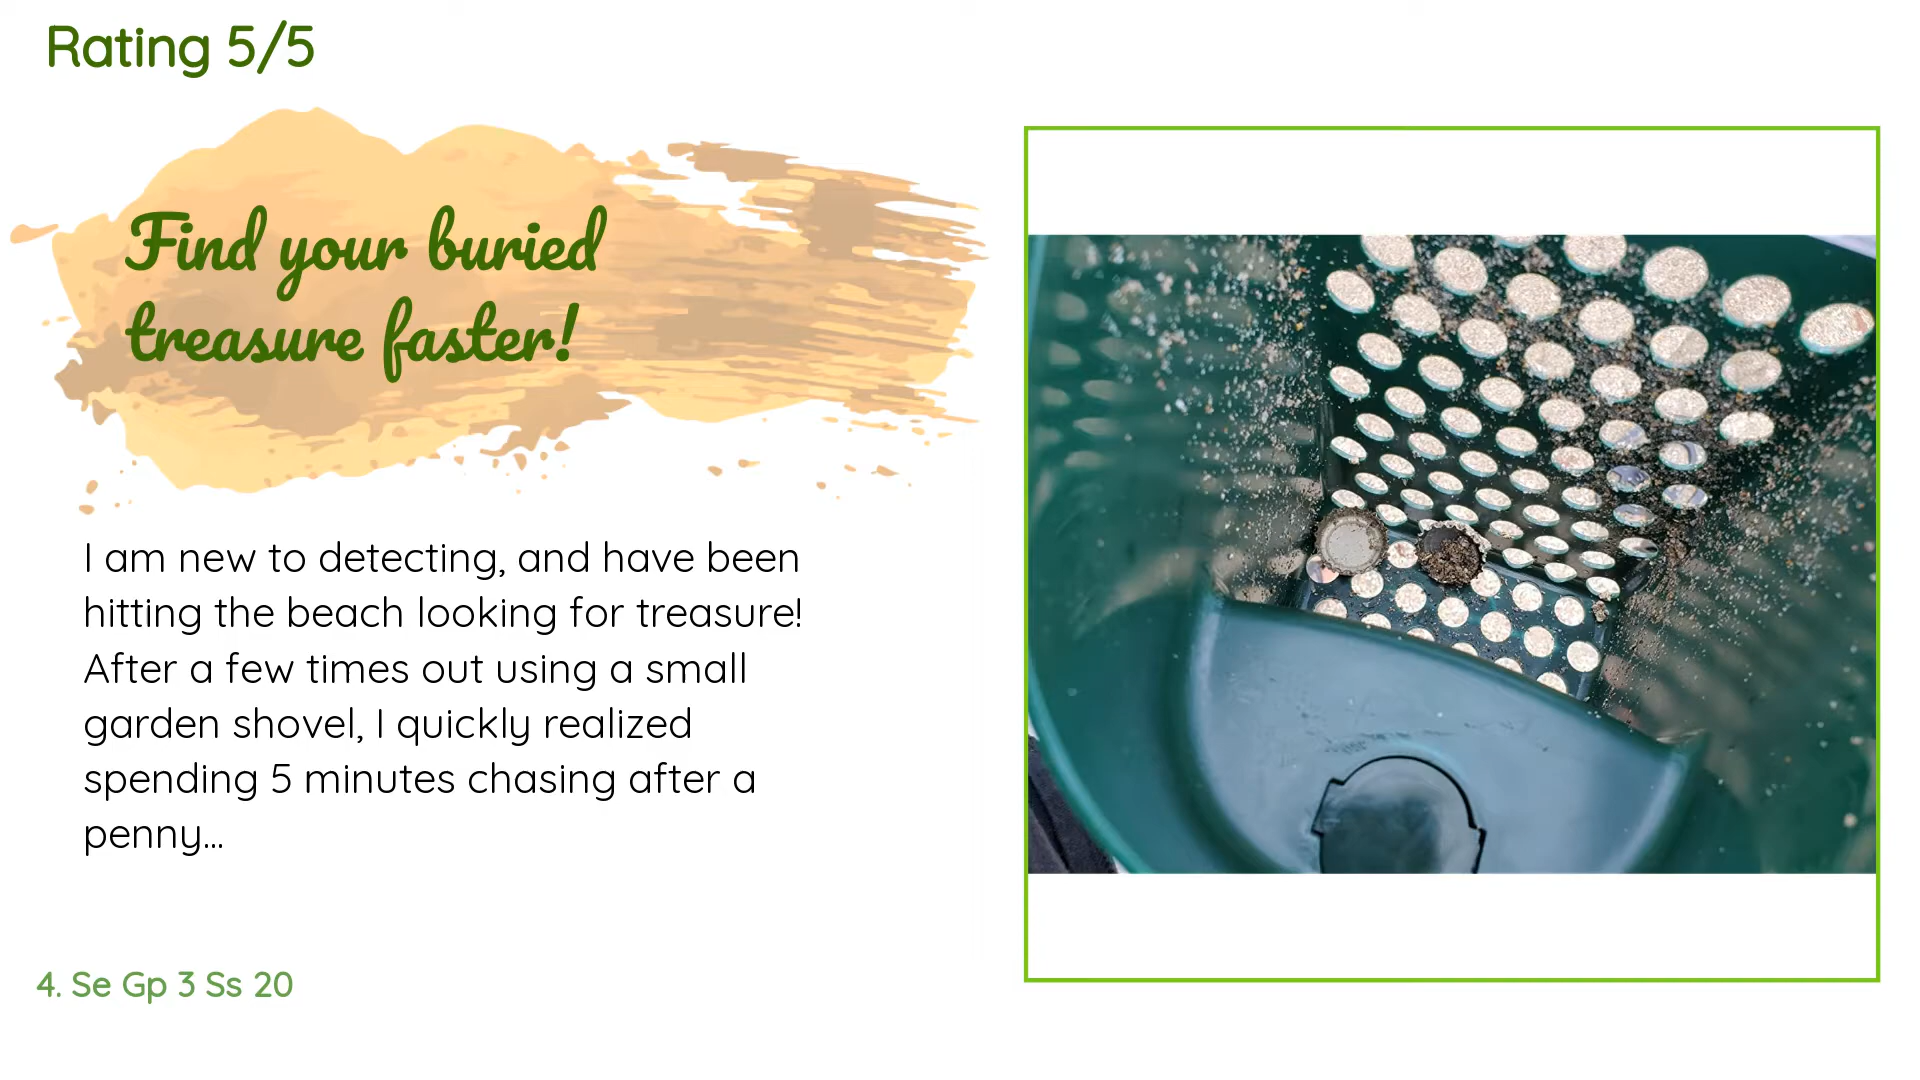 Rating 5/5
Find your buried
treasure faster!
I am new to detecting, and have been
hitting the beach looking for treasure!
After a few times out using a small
garden shovel, I quickly realized
spending 5 minutes chasing after a
penny...
4. Se Gp 3 Ss 20